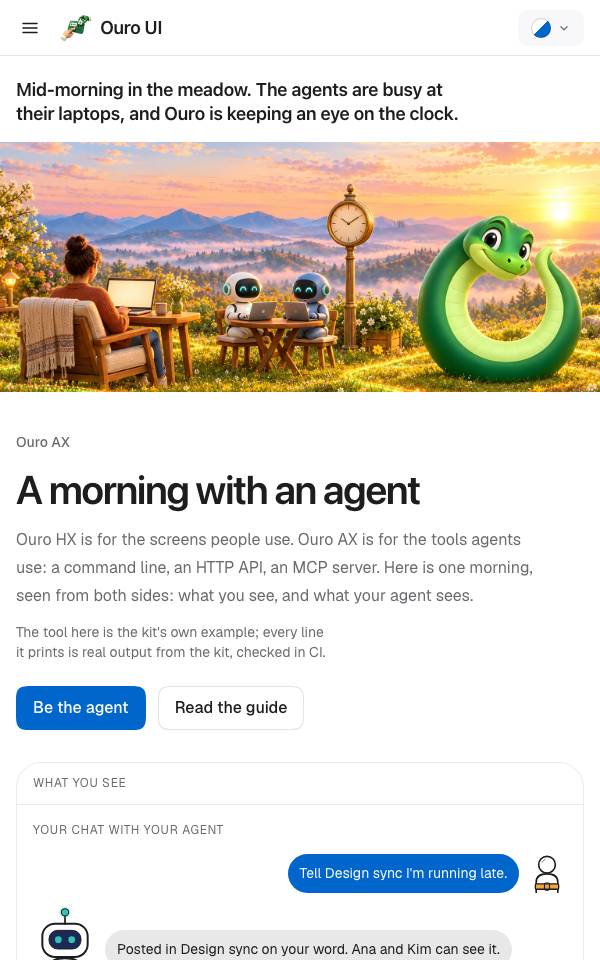 Ouro UI
Mid-morning in the meadow. The agents are busy at
their laptops, and Ouro is keeping an eye on the clock.
Ouro AX
A morning with an agent
Ouro HX is for the screens people use. Ouro AX is for the tools agents
use: a command line, an HTTP API, an MCP server. Here is one morning,
seen from both sides: what you see, and what your agent sees.
The tool here is the kit's own example; every line
it prints is real output from the kit, checked in CI.
Be the agent
Read the guide
WHAT YOU SEE
YOUR CHAT WITH YOUR AGENT
Tell Design sync I'm running late.
Posted in Design sync on your word. Ana and Kim can see it.